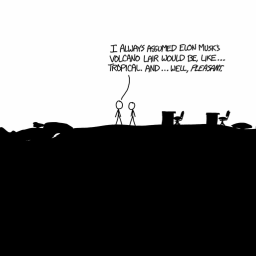 I ALWAYS ASSUMED ELON MUSK'S
VOLCANO LAIR WOULD BE, LIKE...
TROPICAL. AND... WELL, PLEASANT.